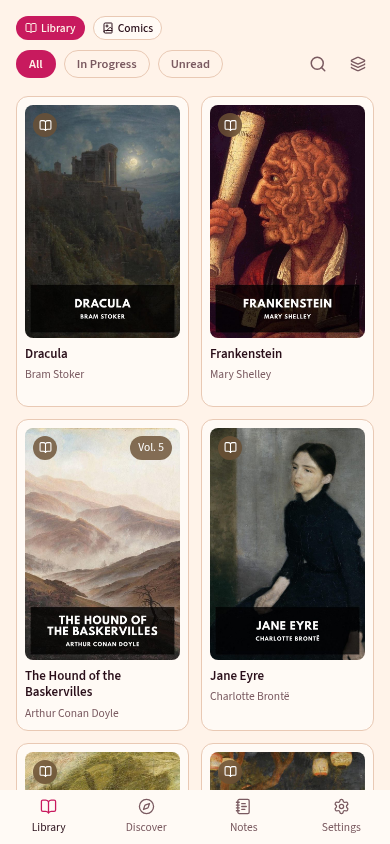 Library
Comics
All
In Progress
Unread
DRACULA
BRAM STOKER
Dracula
Bram Stoker
FRANKENSTEIN
MARY SHELLEY
Frankenstein
Mary Shelley
Vol. 5
THE HOUND OF
THE BASKERVILLES
ARTHUR CONAN DOYLE
The Hound of the
Baskervilles
Arthur Conan Doyle
JANE EYRE
CHARLOTTE BRONTË
Jane Eyre
Charlotte Brontë
Library
Discover
Notes
Settings